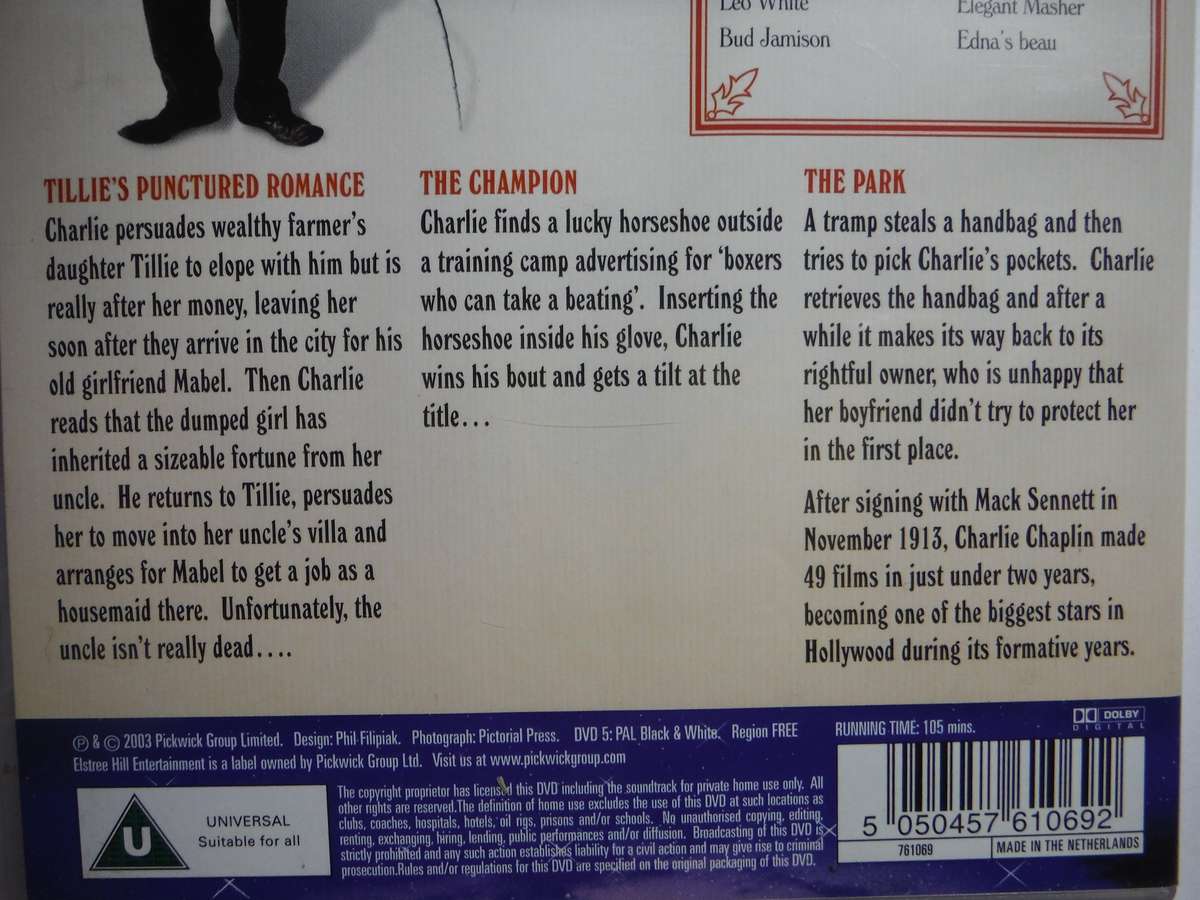 Leo White Elegant Masher
Bud Jamison Edna's beau
TILLIE'S PUNCTURED ROMANCE
Charlie persuades wealthy farmer's
daughter Tillie to elope with him but is
really after her money, leaving her
soon after they arrive in the city for his
old girlfriend Mabel. Then Charlie
reads that the dumped girl has
inherited a sizeable fortune from her
uncle. He returns to Tillie, persuades
her to move into her uncle's villa and
arranges for Mabel to get a job as a
housemaid there. Unfortunately, the
uncle isn't really dead....
THE CHAMPION
Charlie finds a lucky horseshoe outside
a training camp advertising for 'boxers
who can take a beating'. Inserting the
horseshoe inside his glove, Charlie
wins his bout and gets a tilt at the
title...
THE PARK
A tramp steals a handbag and then
tries to pick Charlie's pockets. Charlie
retrieves the handbag and after a
while it makes its way back to its
rightful owner, who is unhappy that
her boyfriend didn't try to protect her
in the first place.
After signing with Mack Sennett in
November 1913, Charlie Chaplin made
49 films in just under two years,
becoming one of the biggest stars in
Hollywood during its formative years.
℗ & © 2003 Pickwick Group Limited. Design: Phil Filipiak. Photograph: Pictorial Press. DVD 5: PAL Black & White. Region FREE
Elstree Hill Entertainment is a label owned by Pickwick Group Ltd. Visit us at www.pickwickgroup.com
RUNNING TIME: 105 mins.
DOLBY
DIGITAL
U
UNIVERSAL
Suitable for all
The copyright proprietor has licensed this DVD including the soundtrack for private home use only. All
other rights are reserved.The definition of home use excludes the use of this DVD at such locations as
clubs, coaches, hospitals, hotels, oil rigs, prisons and/or schools. No unauthorised copying, editing,
renting, exchanging, hiring, lending, public performances and/or diffusion. Broadcasting of this DVD is
strictly prohibited and any such action establishes liability for a civil action and may give rise to criminal
prosecution.Rules and/or regulations for this DVD are specified on the original packaging of this DVD.
5 050457 610692
761069
MADE IN THE NETHERLANDS